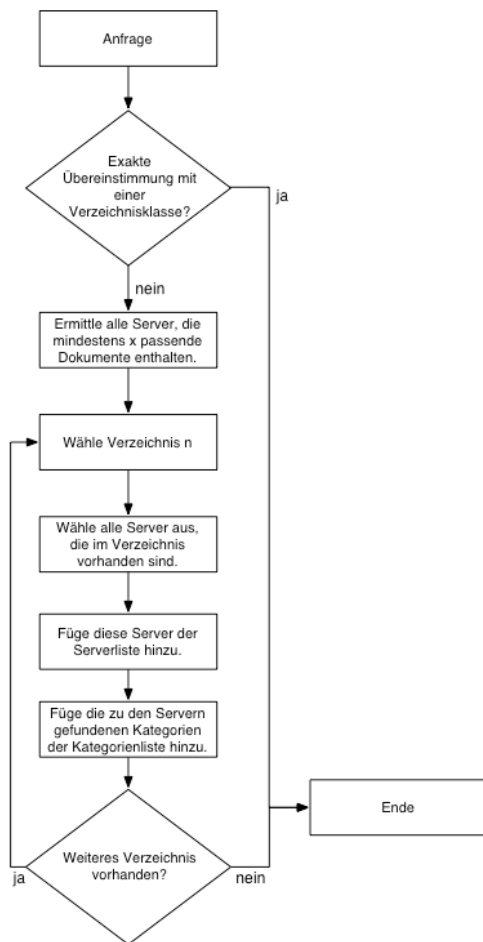 Anfrage
Exakte
Übereinstimmung mit
einer
Verzeichnisklasse?
ja
nein
Ermittle alle Server, die
mindestens x passende
Dokumente enthalten.
Wähle Verzeichnis n
Wähle alle Server aus,
die im Verzeichnis
vorhanden sind.
Füge diese Server der
Serverliste hinzu.
Füge die zu den Servern
gefundenen Kategorien
der Kategorienliste hinzu.
Ende
Weiteres Verzeichnis
vorhanden?
ja
nein